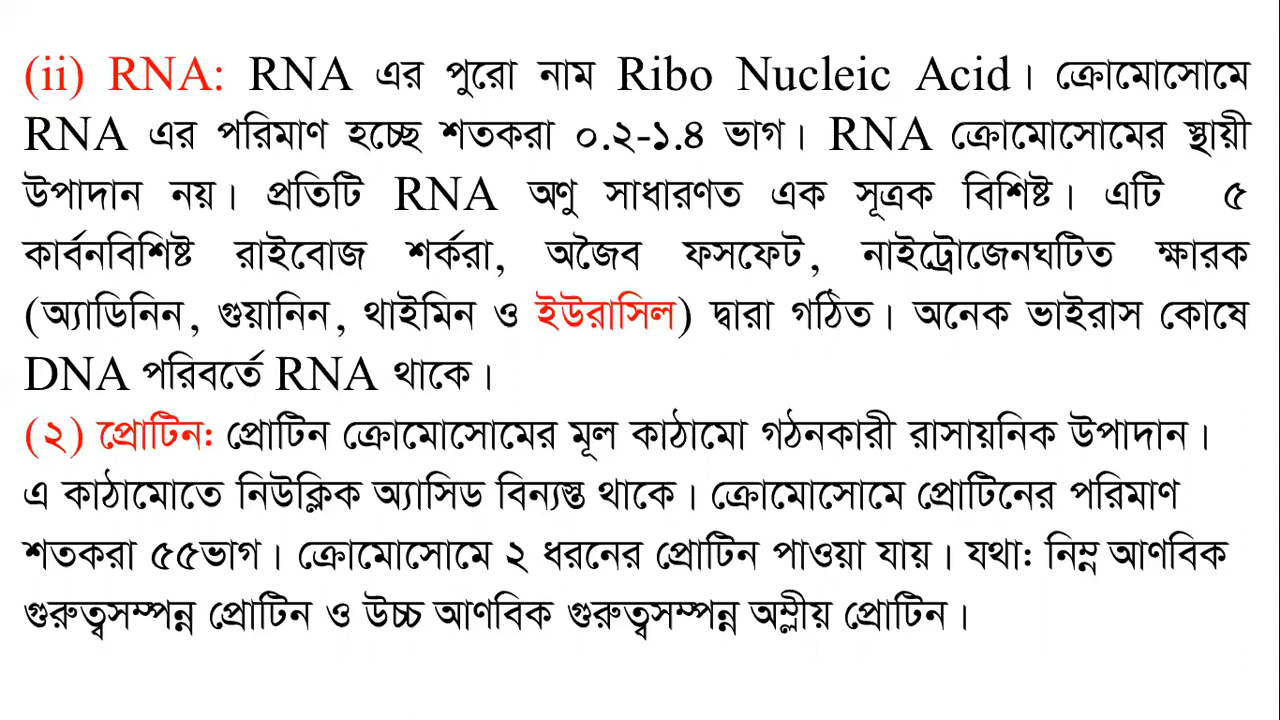 (ii) RNA: RNA এর পুরো নাম Ribo Nucleic Acid। ক্রোমোসোমে
RNA এর পরিমাণ হচ্ছে শতকরা ০.২-১.৪ ভাগ। RNA ক্রোমোসোমের স্থায়ী
উপাদান নয়। প্রতিটি RNA অণু সাধারণত এক সূত্রক বিশিষ্ট। এটি ৫
কার্বনবিশিষ্ট রাইবোজ শর্করা, অজৈব ফসফেট, নাইট্রোজেনঘটিত ক্ষারক
(অ্যাডিনিন, গুয়ানিন, থাইমিন ও ইউরাসিল) দ্বারা গঠিত। অনেক ভাইরাস কোষে
DNA পরিবর্তে RNA থাকে।
(২) প্রোটিন: প্রোটিন ক্রোমোসোমের মূল কাঠামো গঠনকারী রাসায়নিক উপাদান।
এ কাঠামোতে নিউক্লিক অ্যাসিড বিন্যস্ত থাকে। ক্রোমোসোমে প্রোটিনের পরিমাণ
শতকরা ৫৫ভাগ। ক্রোমোসোমে ২ ধরনের প্রোটিন পাওয়া যায়। যথা: নিম্ন আণবিক
গুরুত্বসম্পন্ন প্রোটিন ও উচ্চ আণবিক গুরুত্বসম্পন্ন অম্লীয় প্রোটিন।